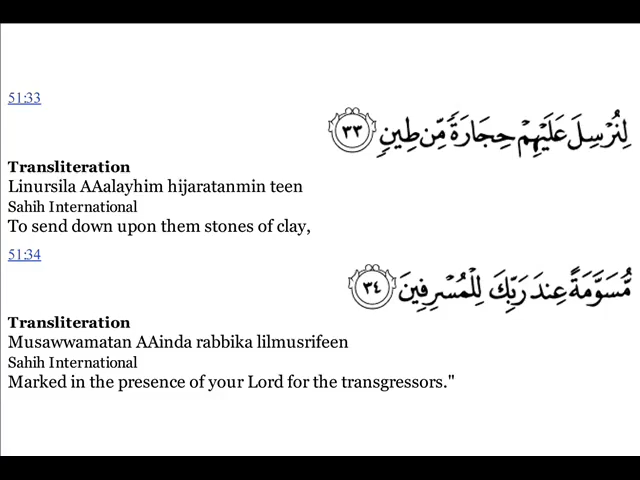 51:33
لِنُرْسِلَ عَلَيْهِمْ حِجَارَةً مِّن طِينٍ ٣٣
Transliteration
Linursila AAalayhim hijaratanmin teen
Sahih International
To send down upon them stones of clay,
51:34
مُّسَوَّمَةً عِندَ رَبِّكَ لِلْمُسْرِفِينَ ٣٤
Transliteration
Musawwamatan AAinda rabbika lilmusrifeen
Sahih International
Marked in the presence of your Lord for the transgressors."